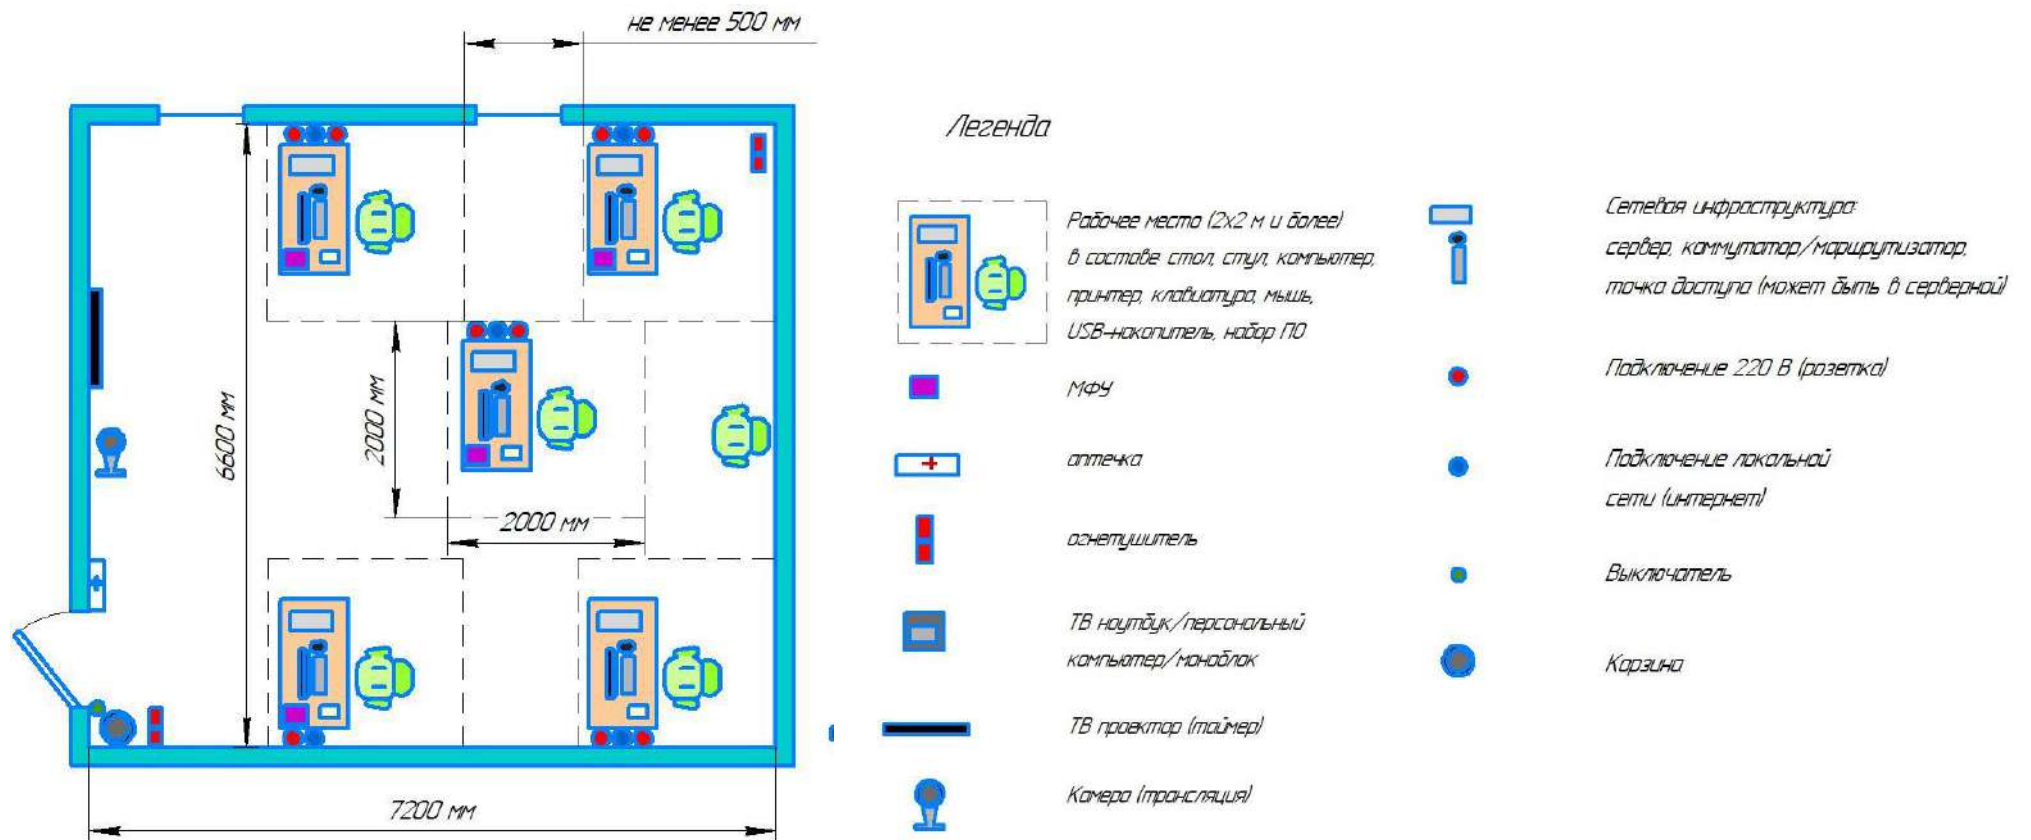 не менее 500 мм
6600 мм
2000 мм
2000 мм
7200 мм
Легенда
Рабочее место (2х2 м и более)
в составе: стол, стул, компьютер,
принтер, клавиатура, мышь,
USB-накопитель, набор ПО
МФУ
аптечка
огнетушитель
ТВ ноутбук/персональный
компьютер/моноблок
ТВ проектор (таймер)
Камера (трансляция)
Сетевая инфраструктура:
сервер, коммутатор/маршрутизатор,
точка доступа (может быть в серверной)
Подключение 220 В (розетка)
Подключение локальной
сети (интернет)
Выключатель
Корзина